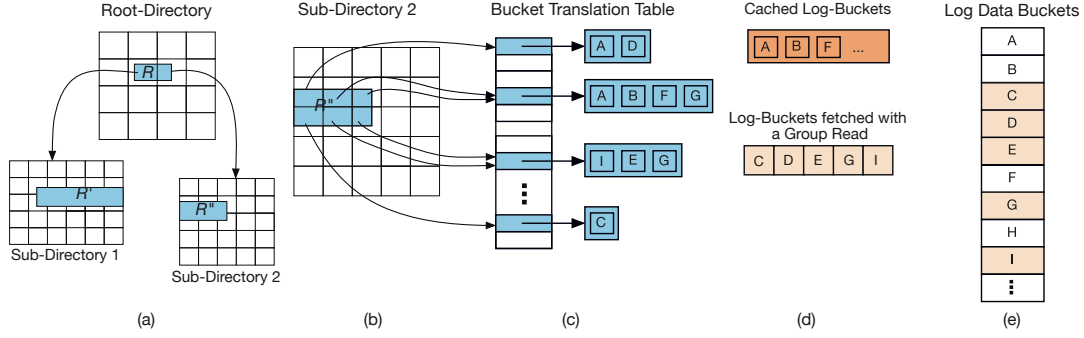 Root-Directory
R
R'
R"
Sub-Directory 1
Sub-Directory 2
(a)
Sub-Directory 2
R"
(b)
Bucket Translation Table
A D
A B F G
I E G
C
(c)
Cached Log-Buckets
A B F ...
Log-Buckets fetched with
a Group Read
C D E G I
(d)
Log Data Buckets
A
B
C
D
E
F
G
H
I
(e)